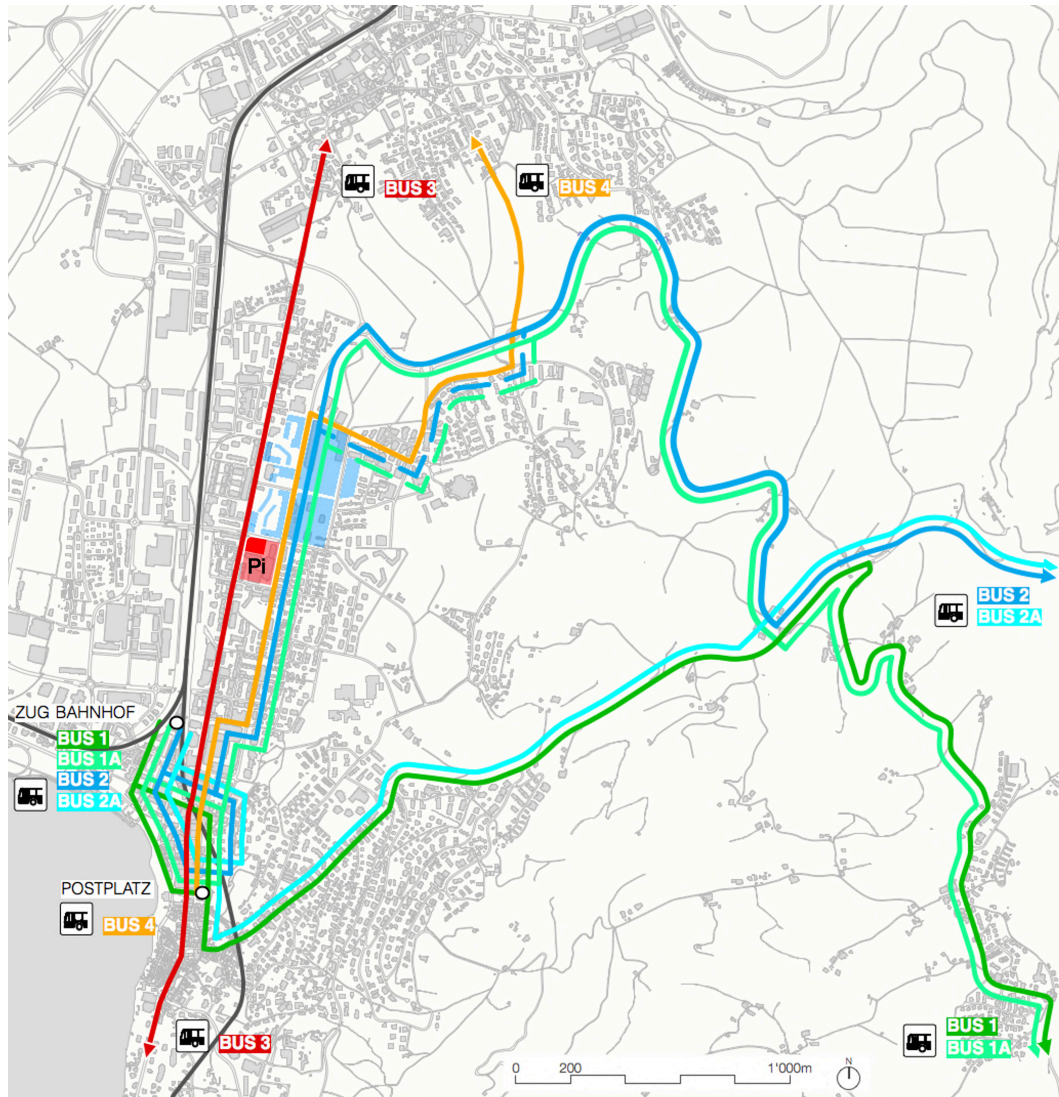 BUS 3
BUS 4
Pi
BUS 2
BUS 2A
ZUG BAHNHOF
BUS 1
BUS 1A
BUS 2
BUS 2A
POSTPLATZ
BUS 4
BUS 3
BUS 1
BUS 1A
0 200 1'000m
N